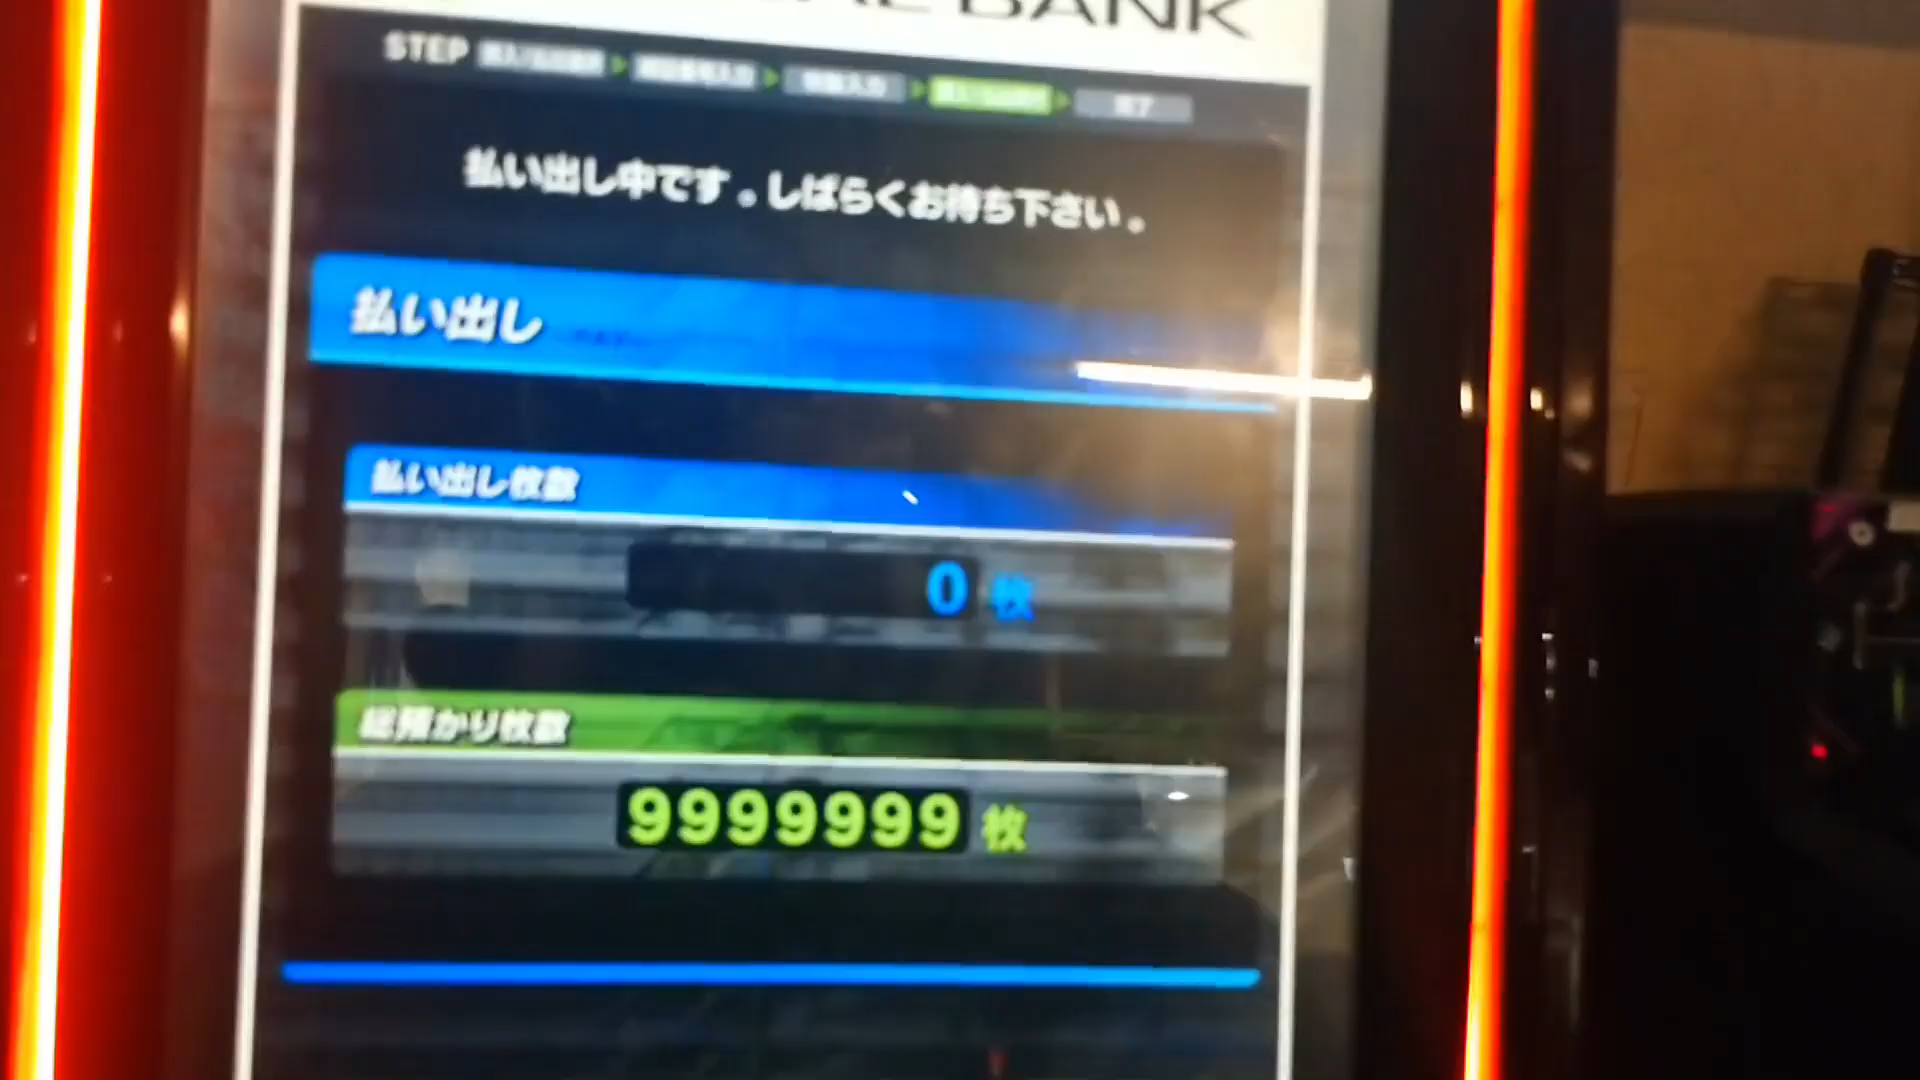 BANK
STEP
払い出し中です。しばらくお待ち下さい。
払い出し
払い出し枚数
0 枚
総預かり枚数
9999999 枚